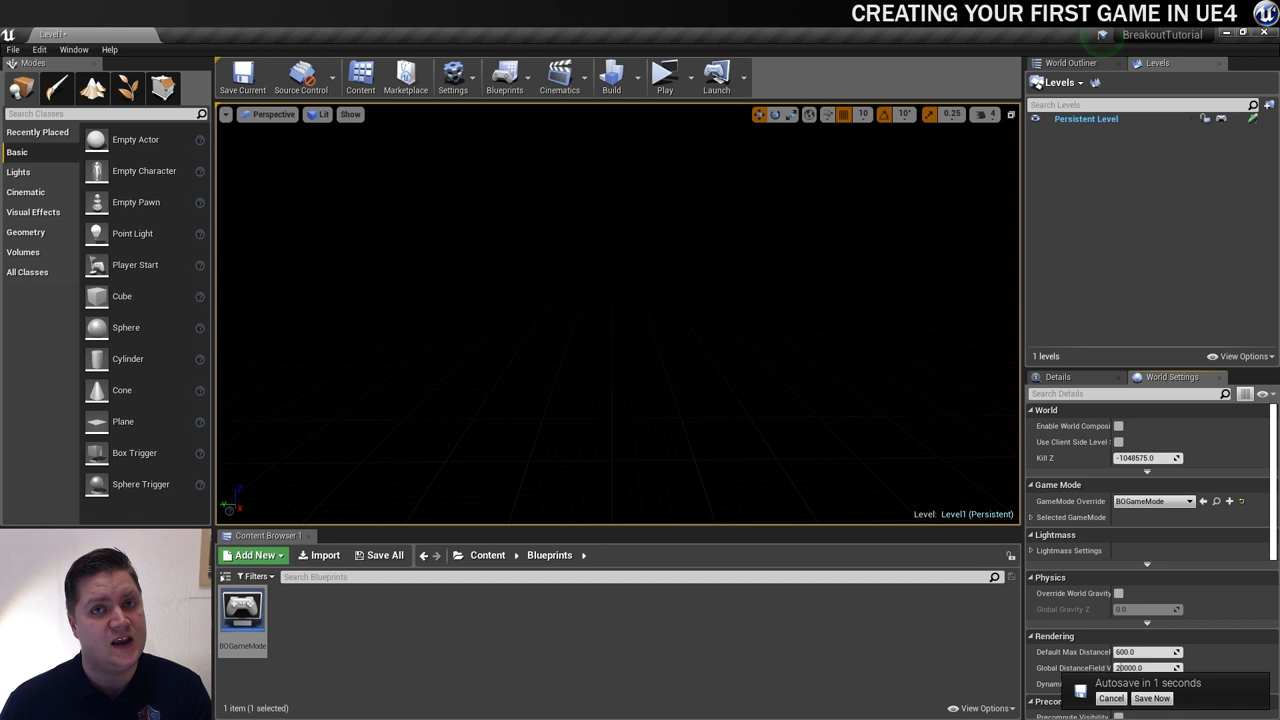 CREATING YOUR FIRST GAME IN UE4
Level1*
BreakoutTutorial
File Edit Window Help
Modes
Search Classes
Recently Placed
Basic
Lights
Cinematic
Visual Effects
Geometry
Volumes
All Classes
Empty Actor
Empty Character
Empty Pawn
Point Light
Player Start
Cube
Sphere
Cylinder
Cone
Plane
Box Trigger
Sphere Trigger
Save Current Source Control Content Marketplace Settings Blueprints Cinematics Build Play Launch
Perspective Lit Show
10 10° 0.25 4
Z
X
Level: Level1 (Persistent)
World Outliner Levels
Levels
Search Levels
Persistent Level
1 levels View Options
Details World Settings
Search Details
World
Enable World Composi
Use Client Side Level
Kill Z -1048575.0
Game Mode
GameMode Override BOGameMode
Selected GameMode
Lightmass
Lightmass Settings
Physics
Override World Gravity
Global Gravity Z 0.0
Rendering
Default Max Distance 600.0
Global DistanceField V 20000.0
Dynami
Precom
Precompute Visibility
Autosave in 1 seconds
Cancel Save Now
Content Browser 1
Add New Import Save All Content Blueprints
Filters Search Blueprints
BOGameMode
1 item (1 selected) View Options